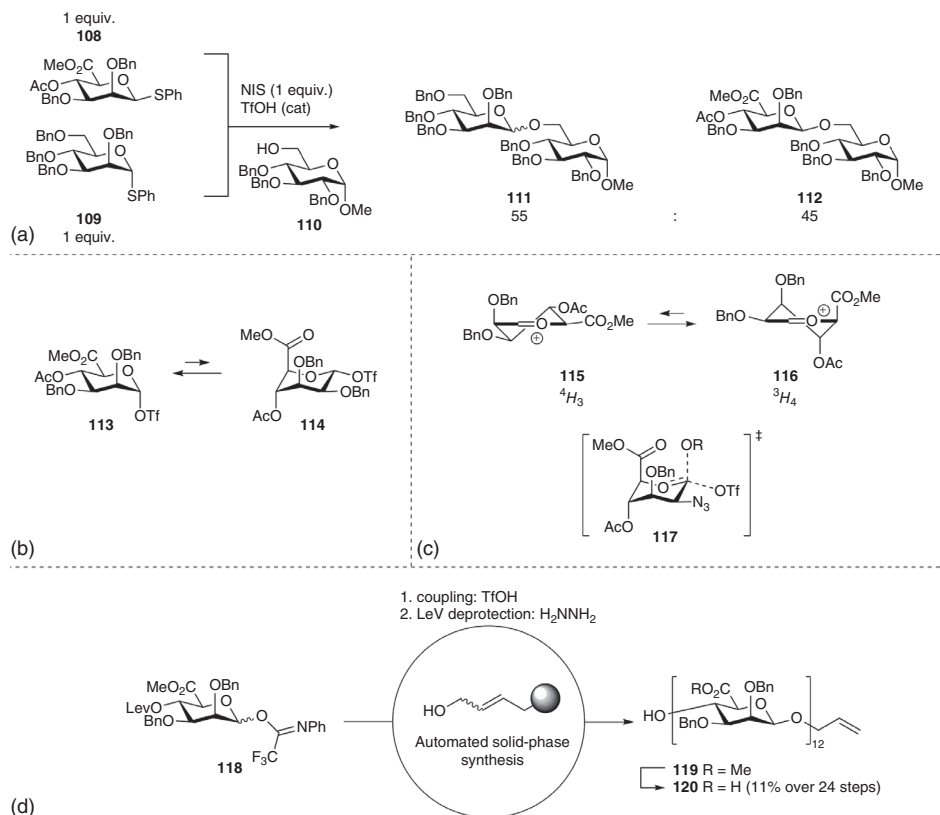 1 equiv.
108
MeO2C OBn
AcO O SPh
BnO
BnO OBn
BnO O
BnO
SPh
109
1 equiv.
(a)
NIS (1 equiv.)
TfOH (cat)
HO
BnO O
BnO
BnO OMe
110
BnO OBn
BnO O O
BnO
BnO O
BnO
BnO OMe
111
55
:
MeO2C OBn
AcO O O
BnO
BnO O
BnO
BnO OMe
112
45
MeO2C OBn
AcO O
BnO
OTf
113
MeO O
OBn O OTf
OBn
AcO
114
(b)
OBn
OAc
O CO2Me
BnO ⊕
115
4H3
OBn ⊕ CO2Me
BnO O
OAc
116
3H4
MeO O OR
OBn O OTf
N3
AcO
117
‡
(c)
1. coupling: TfOH
2. LeV deprotection: H2NNH2
MeO2C OBn
LevO O O NPh
BnO
F3C
118
HO
Automated solid-phase
synthesis
RO2C OBn
HO O O
BnO
12
119 R = Me
120 R = H (11% over 24 steps)
(d)